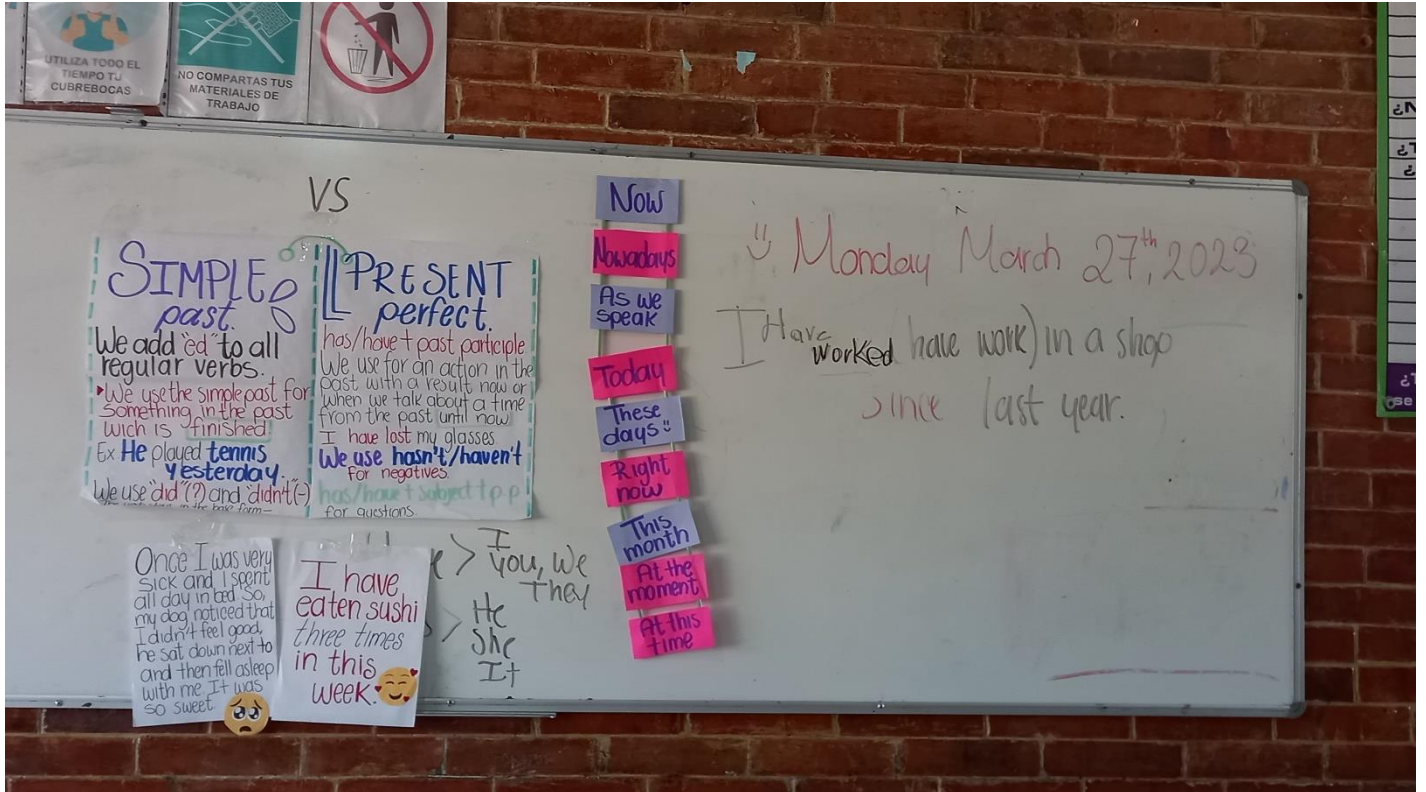 UTILIZA TODO EL
TIEMPO TU
CUBREBOCAS
NO COMPARTAS TUS
MATERIALES DE
TRABAJO
VS
SIMPLE
past.
We add "ed" to all
regular verbs.
We use the simple past for
something in the past
wich is finished
Ex He played tennis
yesterday.
We use "did" (?) and "didn't" (-)
PRESENT
perfect.
has/have + past participle
We use for an action in the
past with a result now or
when we talk about a time
from the past until now
I have lost my glasses
We use hasn't/haven't
for negatives.
has/have + subject + p.p
for questions.
Once I was very
sick and I spent
all day in bed So,
my dog noticed that
I didn't feel good,
he sat down next to
and then fell asleep
with me. It was
so sweet
I have
eaten sushi
three times
in this
week.
> I
You, We
They
> He
She
It
Now
Nowadays
As we
speak
Today
These
days
Right
now
This
month
At the
moment
At this
time
Monday March 27th, 2023
I Have worked (have work) in a shop
since last year.